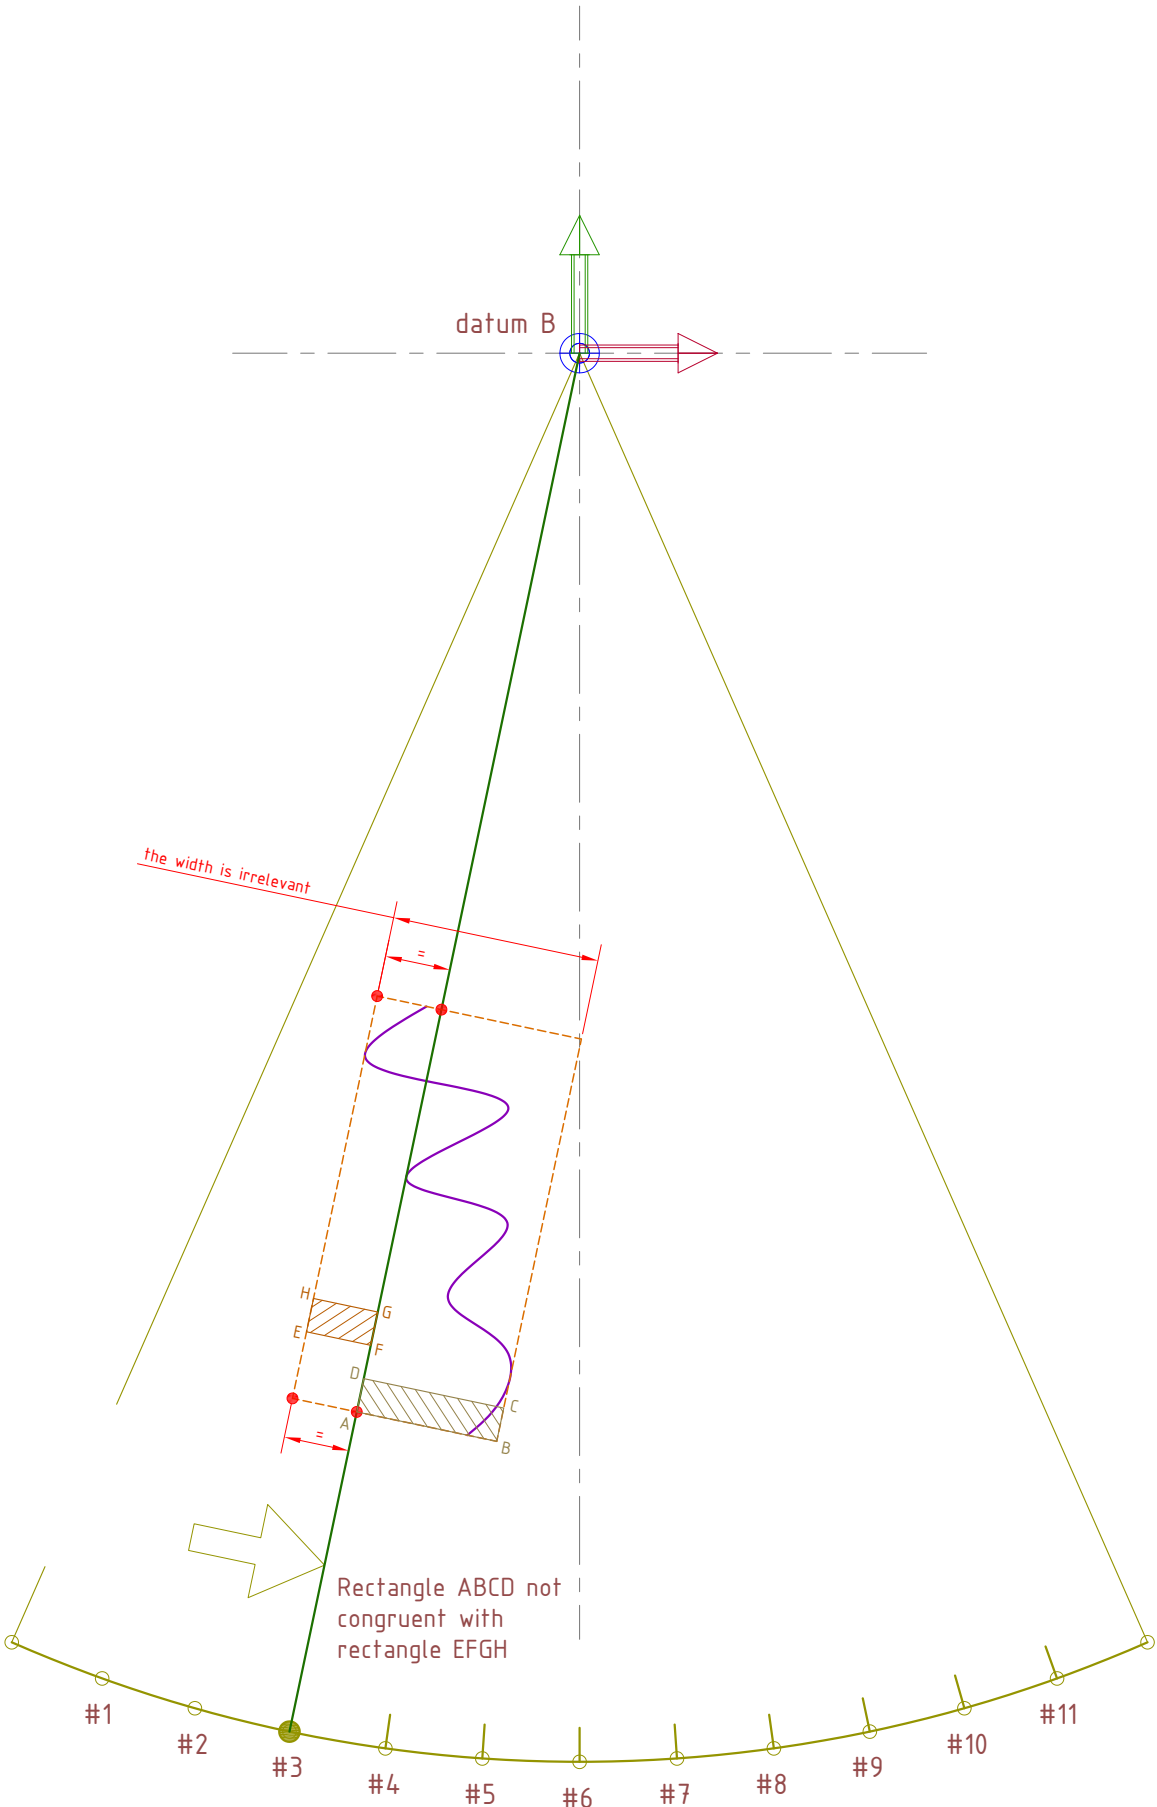 datum B
the width is irrelevant
=
H
G
E
F
D
C
A
B
=
Rectangle ABCD not
congruent with
rectangle EFGH
#1
#2
#3
#4
#5
#6
#7
#8
#9
#10
#11